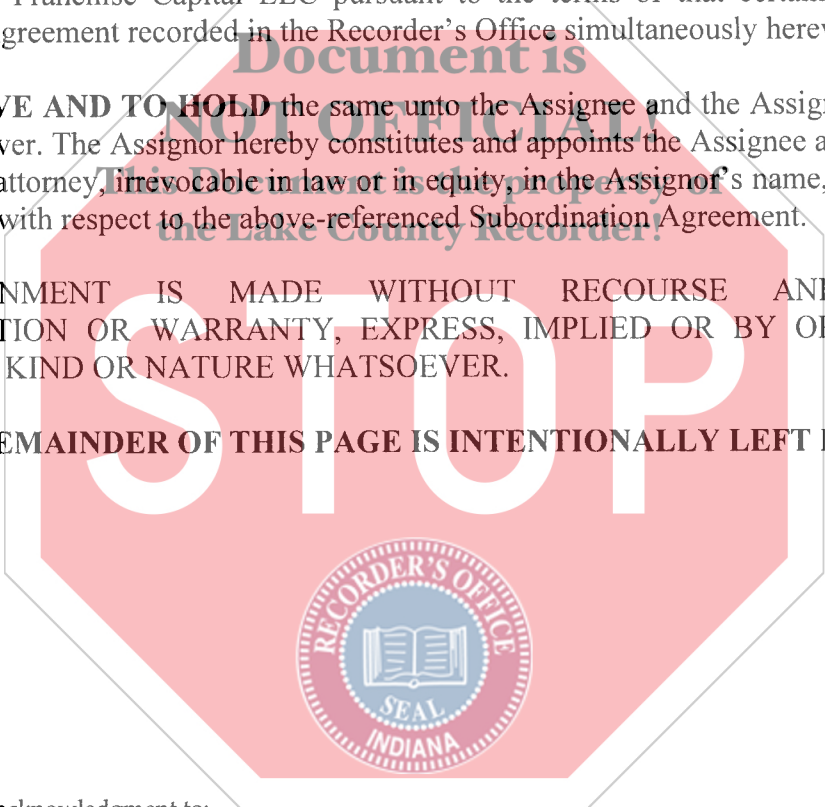 Franchise Capital LLC pursuant to the terms of that certain
greement recorded in the Recorder's Office simultaneously herew
Document is
VE AND TO HOLD the same unto the Assignee and the Assign
NOT OFFICIAL!
ver. The Assignor hereby constitutes and appoints the Assignee a
attorney, irrevocable in law or in equity, in the Assignor's name,
This Document is the property of
with respect to the above-referenced Subordination Agreement.
the Lake County Recorder!
NMENT IS MADE WITHOUT RECOURSE AND
TION OR WARRANTY, EXPRESS, IMPLIED OR BY OP
KIND OR NATURE WHATSOEVER.
STOP
EMAINDER OF THIS PAGE IS INTENTIONALLY LEFT
RECORDER'S OFFICE
SEAL
INDIANA